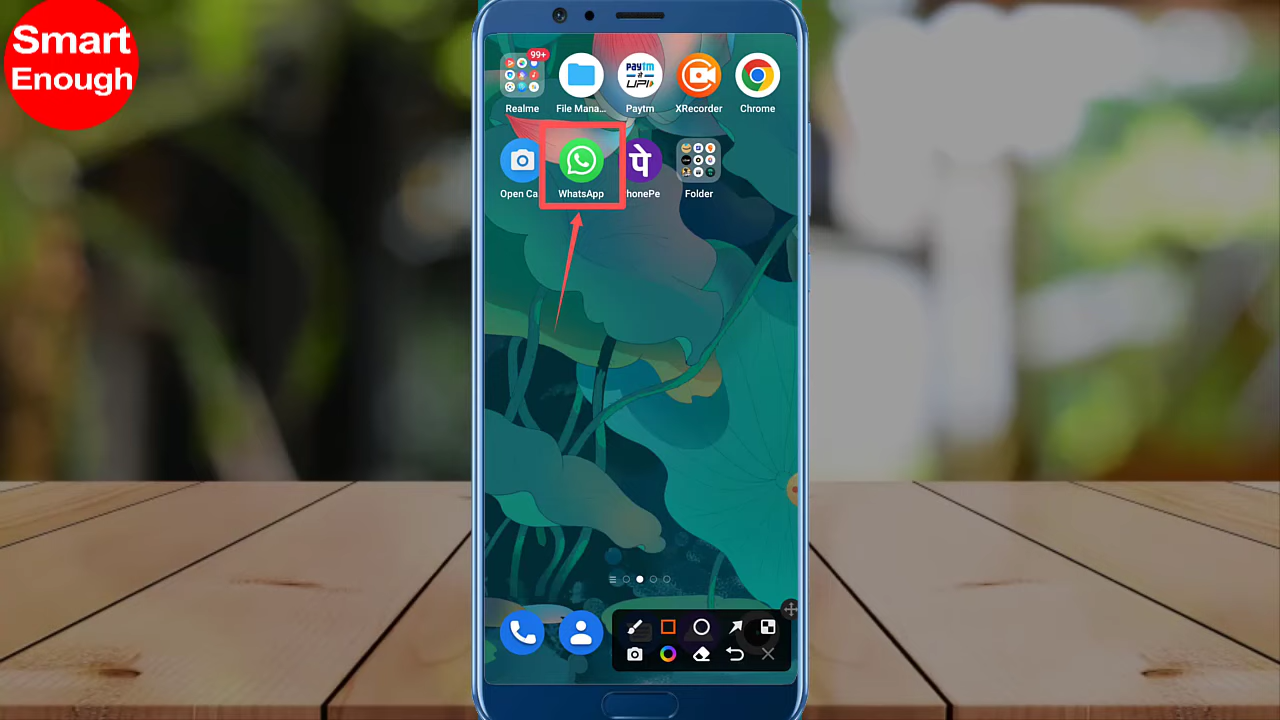 Smart
Enough
99+
Realme
File Mana...
Paytm
UPI
Paytm
XRecorder
Chrome
Open Ca
WhatsApp
पे
honePe
Folder